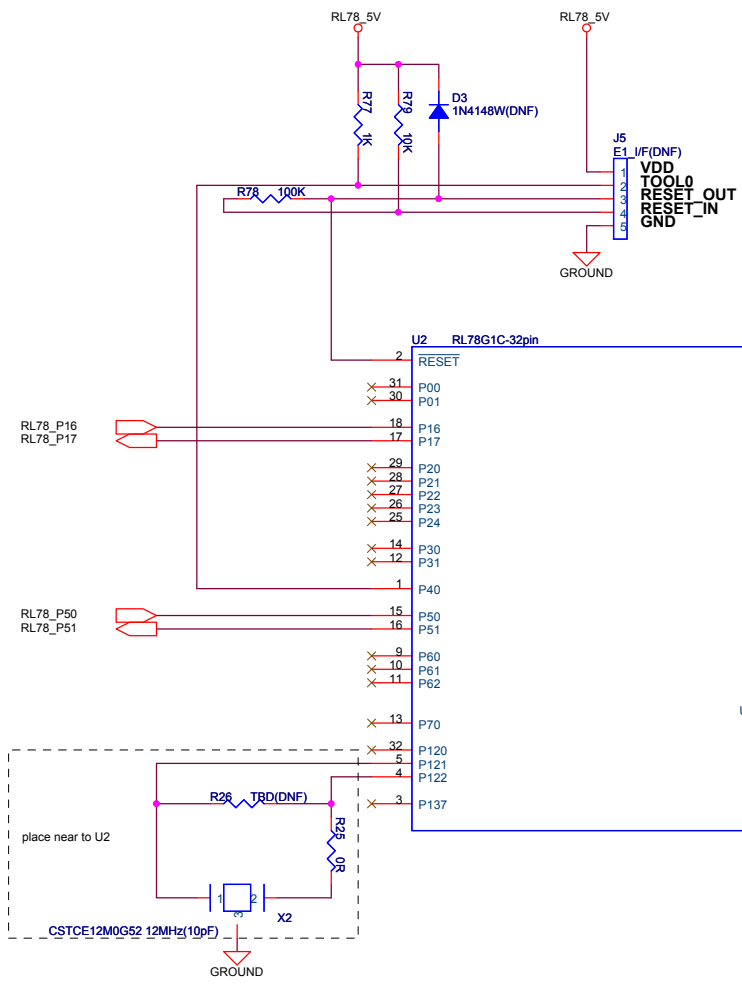 RL78_5V
RL78_5V
R77
1K
R79
10K
D3
1N4148W(DNF)
J5
E1_I/F(DNF)
1 VDD
2 TOOL0
3 RESET_OUT
4 RESET_IN
5 GND
R78 100K
GROUND
U2 RL78G1C-32pin
2 RESET
31 P00
30 P01
RL78_P16 18 P16
RL78_P17 17 P17
29 P20
28 P21
27 P22
26 P23
25 P24
14 P30
12 P31
1 P40
RL78_P50 15 P50
RL78_P51 16 P51
9 P60
10 P61
11 P62
13 P70
32 P120
5 P121
4 P122
3 P137
R26 TBD(DNF)
place near to U2
R25
0R
1 2
3
X2
CSTCE12M0G52 12MHz(10pF)
GROUND